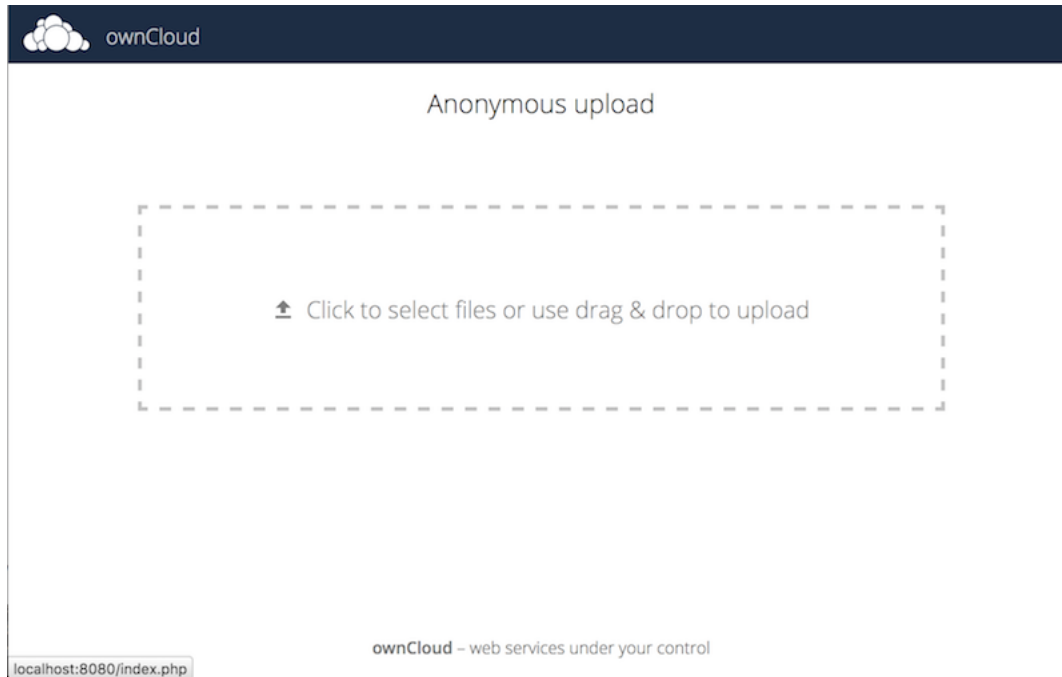 ownCloud
Anonymous upload
Click to select files or use drag & drop to upload
ownCloud – web services under your control
localhost:8080/index.php